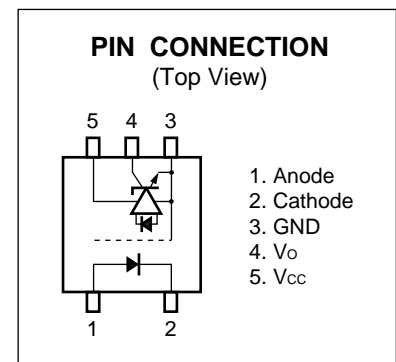 PIN CONNECTION
(Top View)
5 4 3
1. Anode
2. Cathode
3. GND
4. Vo
5. Vcc
1 2